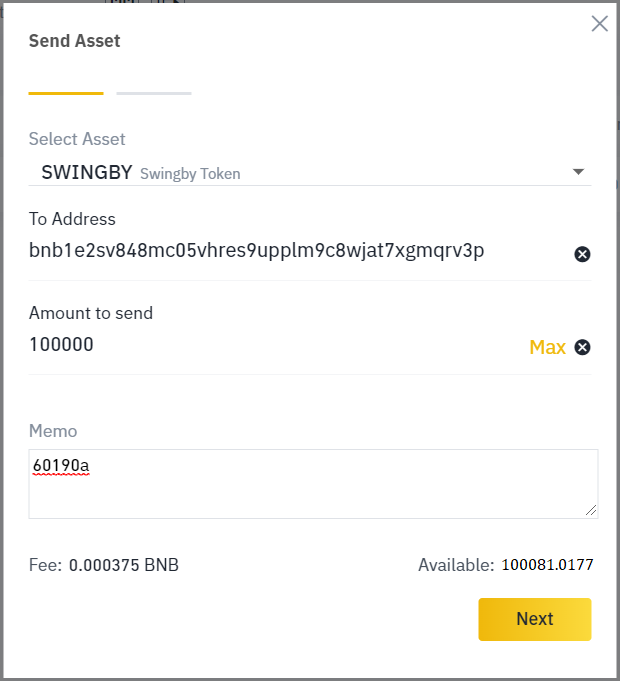 Send Asset
Select Asset
SWINGBY Swingby Token
To Address
bnb1e2sv848mc05vhres9upplm9c8wjat7xgmqrv3p
Amount to send
100000
Max
Memo
60190a
Fee: 0.000375 BNB
Available: 100081.0177
Next